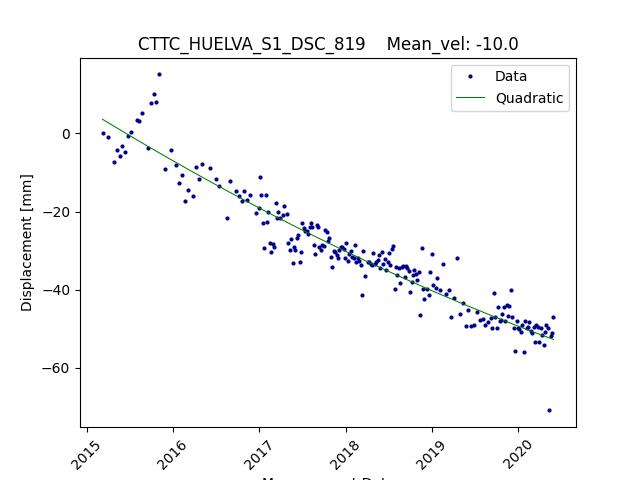 CTTC_HUELVA_S1_DSC_819    Mean_vel: -10.0
Data
Quadratic
Displacement [mm]
0
−20
−40
−60
2015
2016
2017
2018
2019
2020